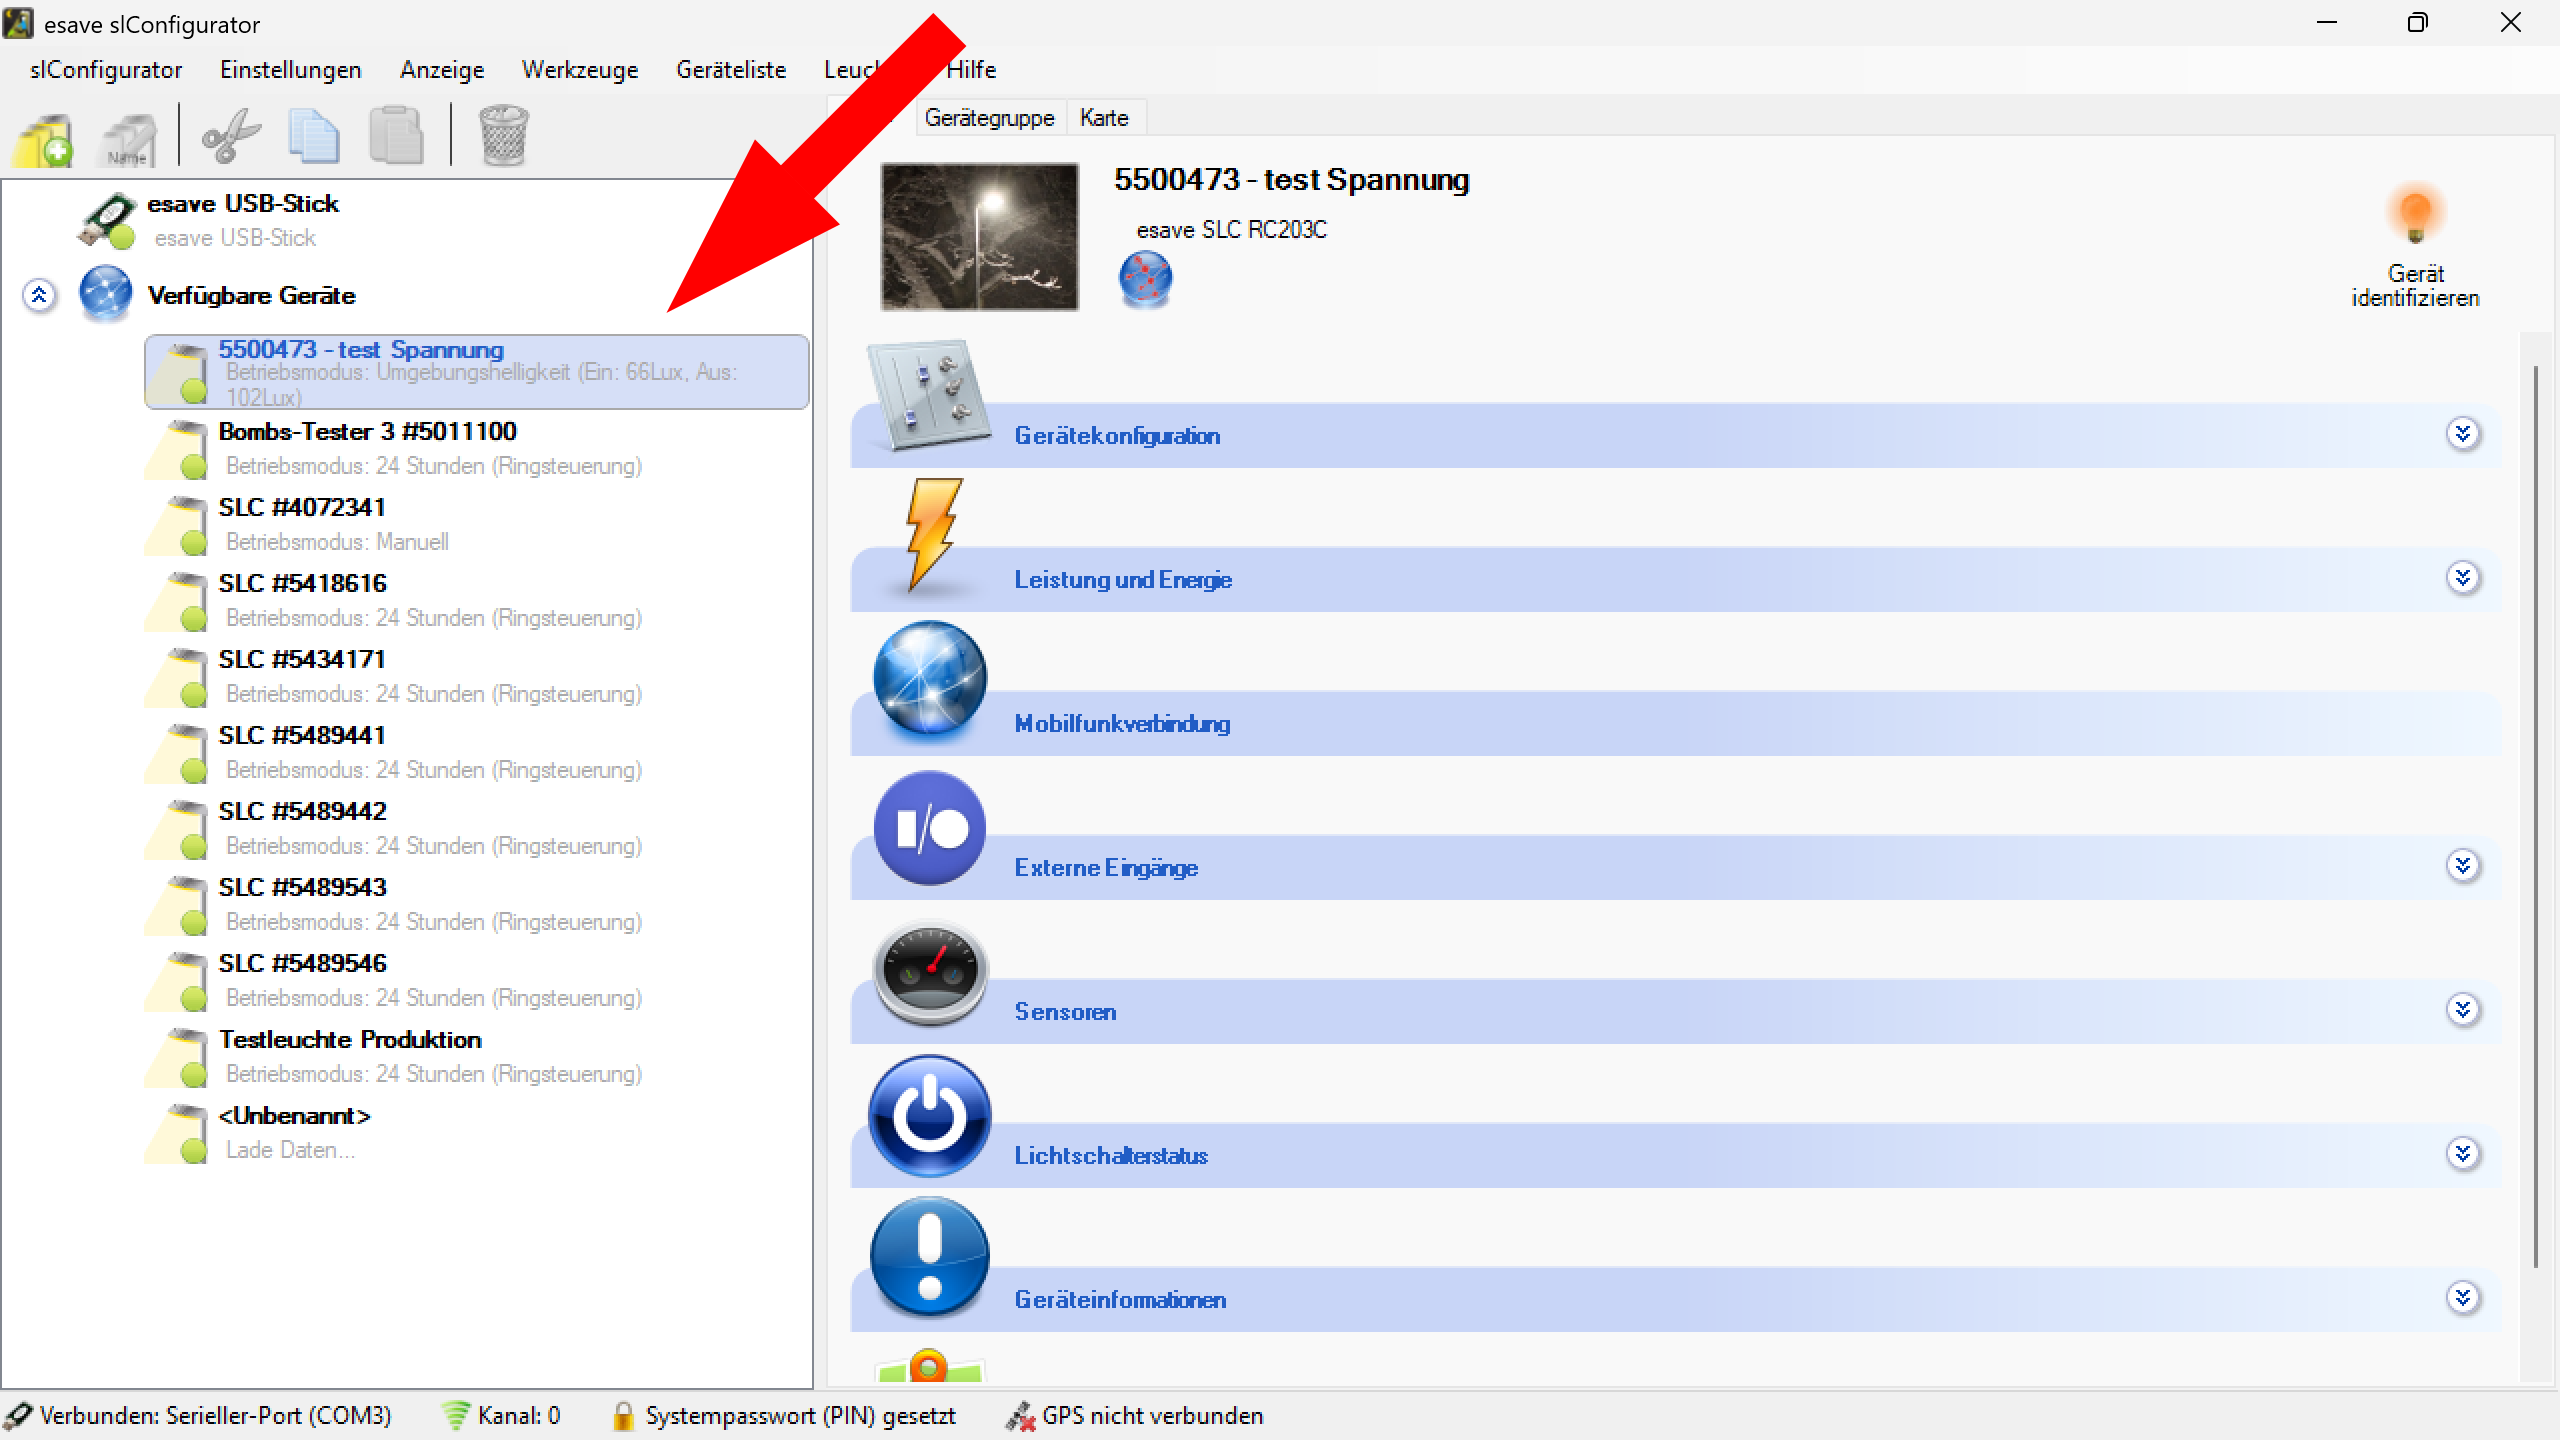 esave slConfigurator
slConfigurator Einstellungen Anzeige Werkzeuge Geräteliste Hilfe
Name
Gerätegruppe Karte
esave USB-Stick
esave USB-Stick
Verfügbare Geräte
5500473 - test Spannung
Betriebsmodus: Umgebungshelligkeit (Ein: 66Lux, Aus:
102Lux)
Bombs-Tester 3 #5011100
Betriebsmodus: 24 Stunden (Ringsteuerung)
SLC #4072341
Betriebsmodus: Manuell
SLC #5418616
Betriebsmodus: 24 Stunden (Ringsteuerung)
SLC #5434171
Betriebsmodus: 24 Stunden (Ringsteuerung)
SLC #5489441
Betriebsmodus: 24 Stunden (Ringsteuerung)
SLC #5489442
Betriebsmodus: 24 Stunden (Ringsteuerung)
SLC #5489543
Betriebsmodus: 24 Stunden (Ringsteuerung)
SLC #5489546
Betriebsmodus: 24 Stunden (Ringsteuerung)
Testleuchte Produktion
Betriebsmodus: 24 Stunden (Ringsteuerung)
<Unbenannt>
Lade Daten...
5500473 - test Spannung
esave SLC RC203C
Gerät
identifizieren
Gerätekonfiguration
Leistung und Energie
Mobilfunkverbindung
I/O
Externe Eingänge
Sensoren
Lichtschalterstatus
Geräteinformationen
Verbunden: Serieller-Port (COM3) Kanal: 0 Systempasswort (PIN) gesetzt GPS nicht verbunden